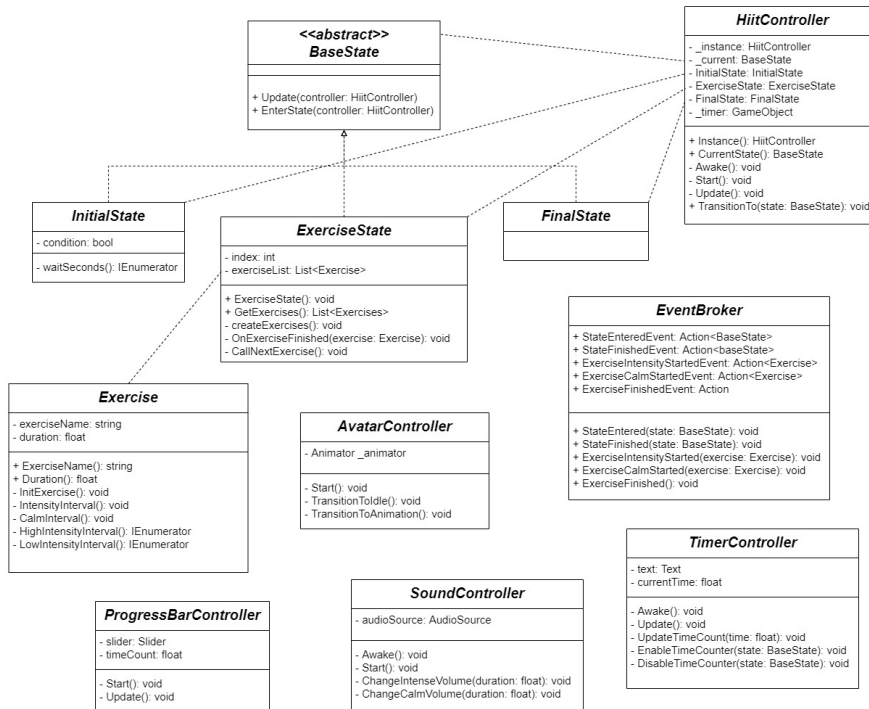 <<abstract>>
BaseState
+ Update(controller: HiitController)
+ EnterState(controller: HiitController)
HiitController
- _instance: HiitController
- _current: BaseState
- InitialState: InitialState
- ExerciseState: ExerciseState
- FinalState: FinalState
- _timer: GameObject
+ Instance(): HiitController
+ CurrentState(): BaseState
- Awake(): void
- Start(): void
- Update(): void
+ TransitionTo(state: BaseState): void
InitialState
- condition: bool
- waitSeconds(): IEnumerator
ExerciseState
- index: int
- exerciseList: List<Exercise>
+ ExerciseState(): void
+ GetExercises(): List<Exercises>
- createExercises(): void
- OnExerciseFinished(exercise: Exercise): void
- CallNextExercise(): void
FinalState
EventBroker
+ StateEnteredEvent: Action<BaseState>
+ StateFinishedEvent: Action<baseState>
+ ExerciseIntensityStartedEvent: Action<Exercise>
+ ExerciseCalmStartedEvent: Action<Exercise>
+ ExerciseFinishedEvent: Action
+ StateEntered(state: BaseState): void
+ StateFinished(state: BaseState): void
+ ExerciseIntensityStarted(exercise: Exercise): void
+ ExerciseCalmStarted(exercise: Exercise): void
+ ExerciseFinished(): void
Exercise
- exerciseName: string
- duration: float
+ ExerciseName(): string
+ Duration(): float
- InitExercise(): void
- IntensityInterval(): void
- CalmInterval(): void
- HighIntensityInterval(): IEnumerator
- LowIntensityInterval(): IEnumerator
AvatarController
- Animator _animator
- Start(): void
- TransitionToIdle(): void
- TransitionToAnimation(): void
TimerController
- text: Text
- currentTime: float
- Awake(): void
- Update(): void
- UpdateTimeCount(time: float): void
- EnableTimeCounter(state: BaseState): void
- DisableTimeCounter(state: BaseState): void
SoundController
- audioSource: AudioSource
- Awake(): void
- Start(): void
- ChangeIntenseVolume(duration: float): void
- ChangeCalmVolume(duration: float): void
ProgressBarController
- slider: Slider
- timeCount: float
- Start(): void
- Update(): void